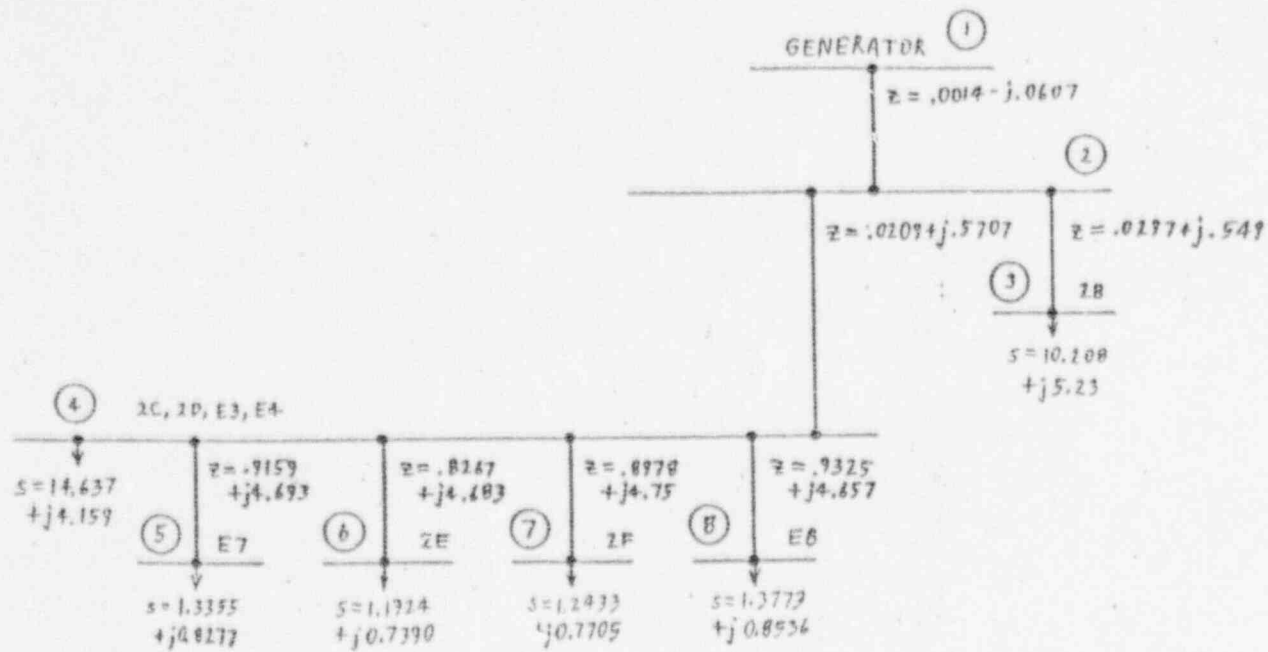 GENERATOR 1
z = .0014 - j.0607
2
z = .0209 + j.5707
z = .0297 + j.549
3 2B
S = 10.208
+ j5.23
4 2C, 2D, E3, E4
S = 14.637
+ j4.159
z = .9159
+ j4.693
z = .8267
+ j4.683
z = .8978
+ j4.75
z = .9325
+ j4.657
5 E7
6 2E
7 2F
8 E8
S = 1.3355
+ j0.8277
S = 1.1924
+ j0.7390
S = 1.2433
+j0.7705
S = 1.3773
+ j0.8536